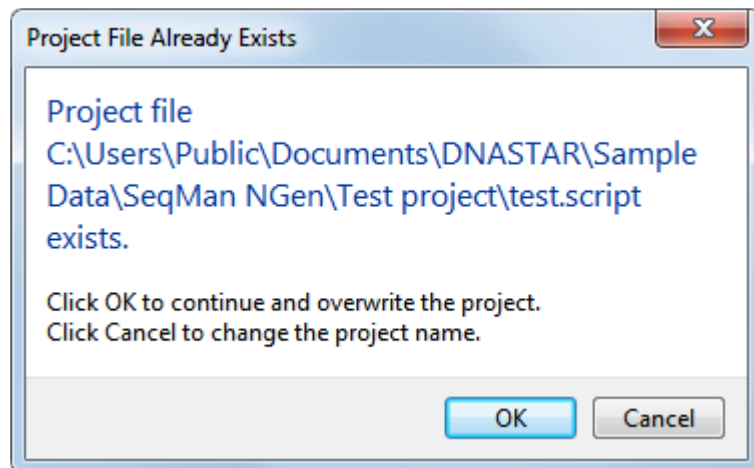 Project File Already Exists
Project file
C:\Users\Public\Documents\DNASTAR\Sample
Data\SeqMan NGen\Test project\test.script
exists.
Click OK to continue and overwrite the project.
Click Cancel to change the project name.
OK
Cancel